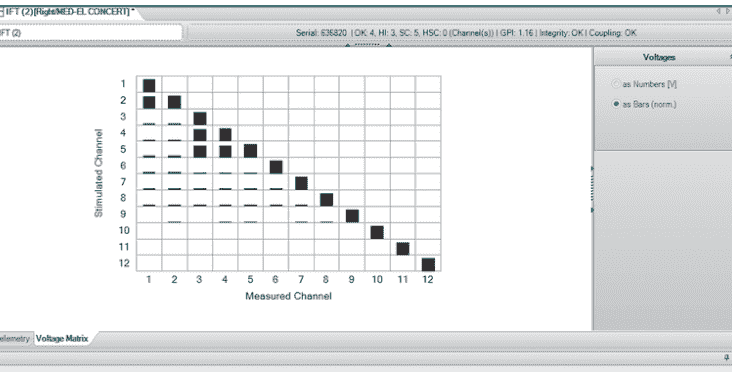 IFT (2)[Right/MED-EL CONCERT]*
IFT (2)
Serial: 636820 | OK: 4, HI: 3, SC: 5, HSC: 0 (Channel(s)) | GPI: 1.16 | Integrity: OK | Coupling: OK
Voltages
as Numbers [V]
as Bars (norm.)
Stimulated Channel
1
2
3
4
5
6
7
8
9
10
11
12
1 2 3 4 5 6 7 8 9 10 11 12
Measured Channel
elemetry Voltage Matrix